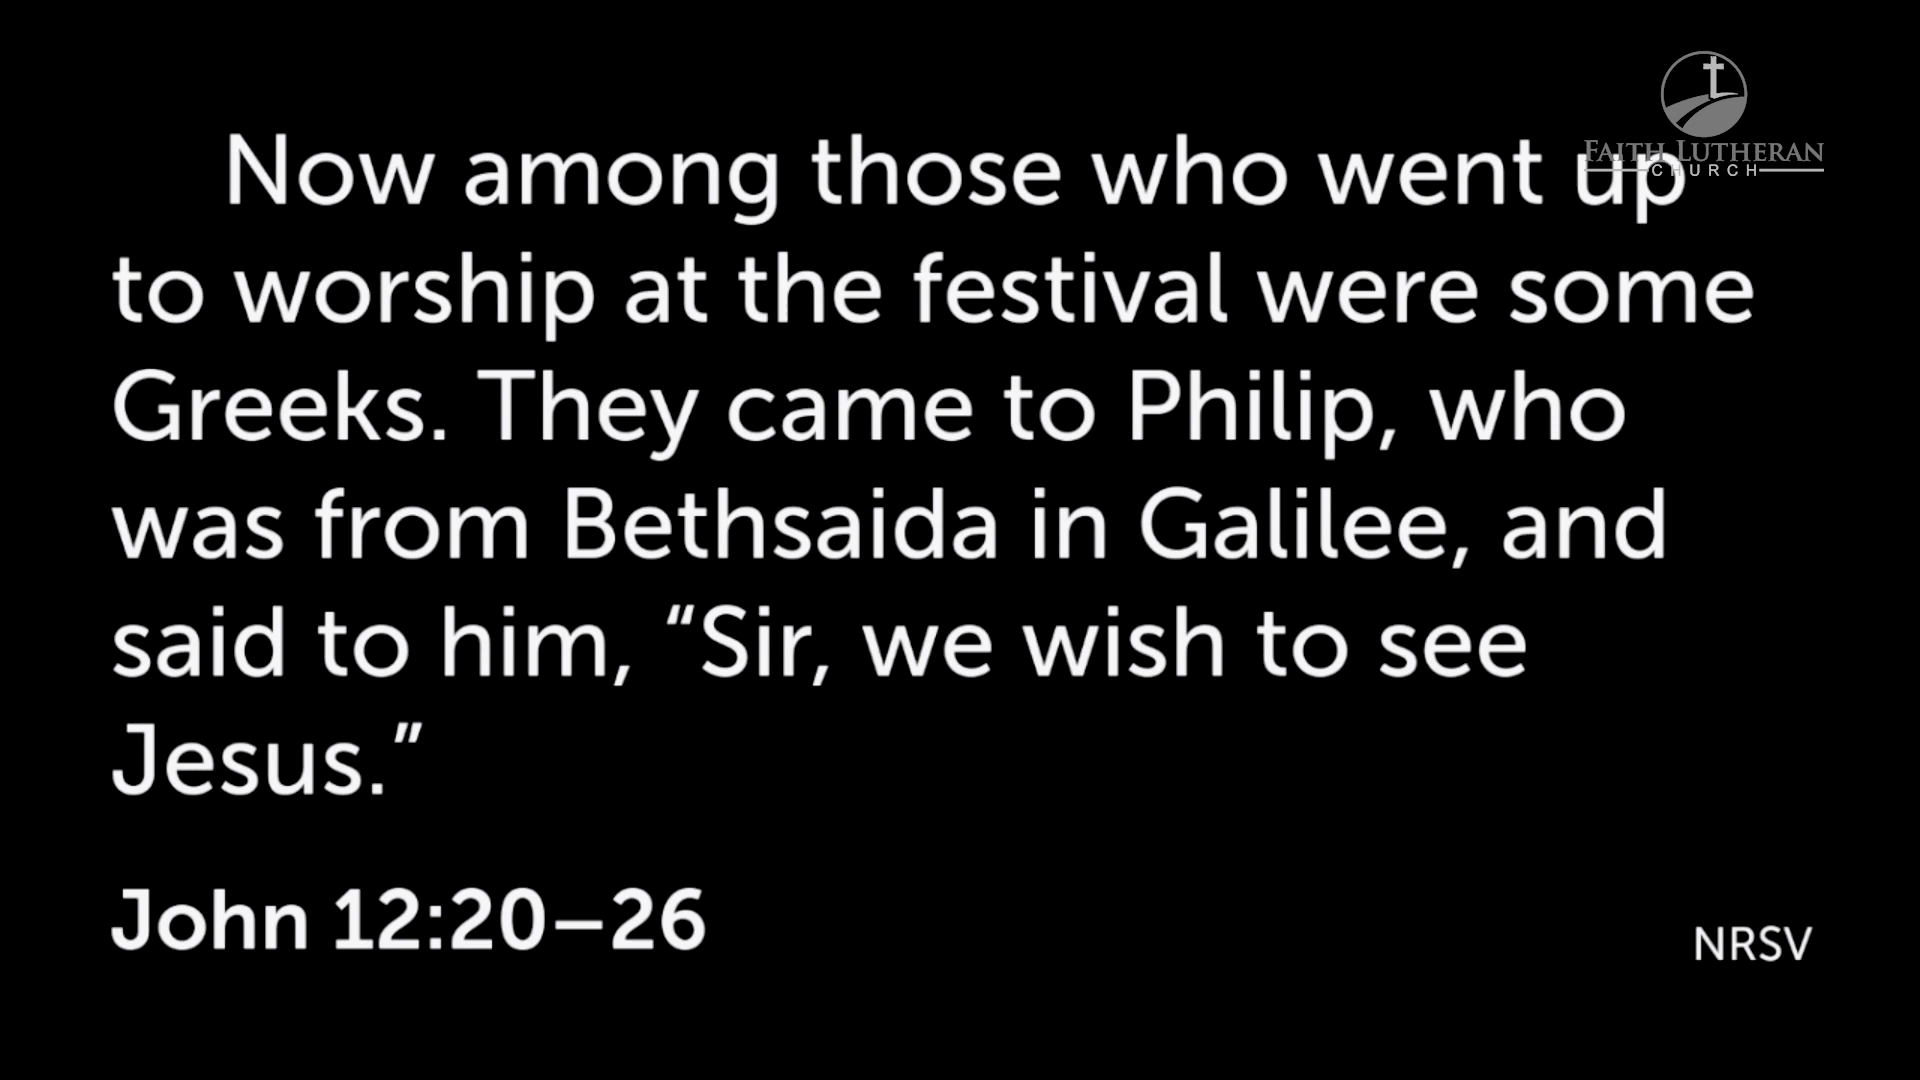 FAITH LUTHERAN
CHURCH
Now among those who went up
to worship at the festival were some
Greeks. They came to Philip, who
was from Bethsaida in Galilee, and
said to him, “Sir, we wish to see
Jesus.”
John 12:20–26
NRSV